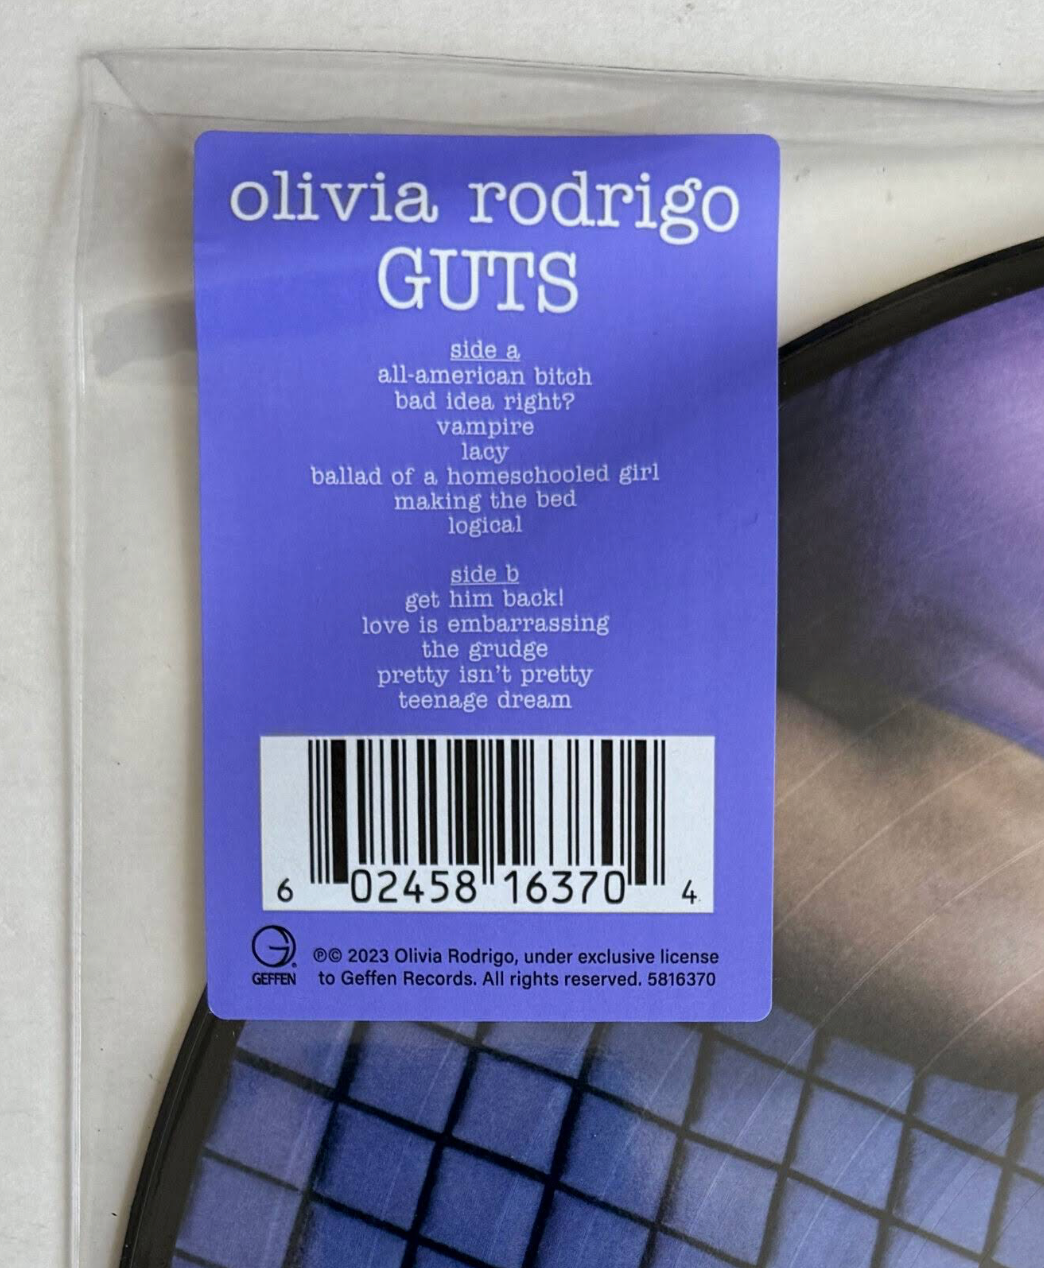 olivia rodrigo
GUTS
side a
all-american bitch
bad idea right?
vampire
lacy
ballad of a homeschooled girl
making the bed
logical
side b
get him back!
love is embarrassing
the grudge
pretty isn't pretty
teenage dream
6 02458 16370 4
GEFFEN
℗© 2023 Olivia Rodrigo, under exclusive license
to Geffen Records. All rights reserved. 5816370